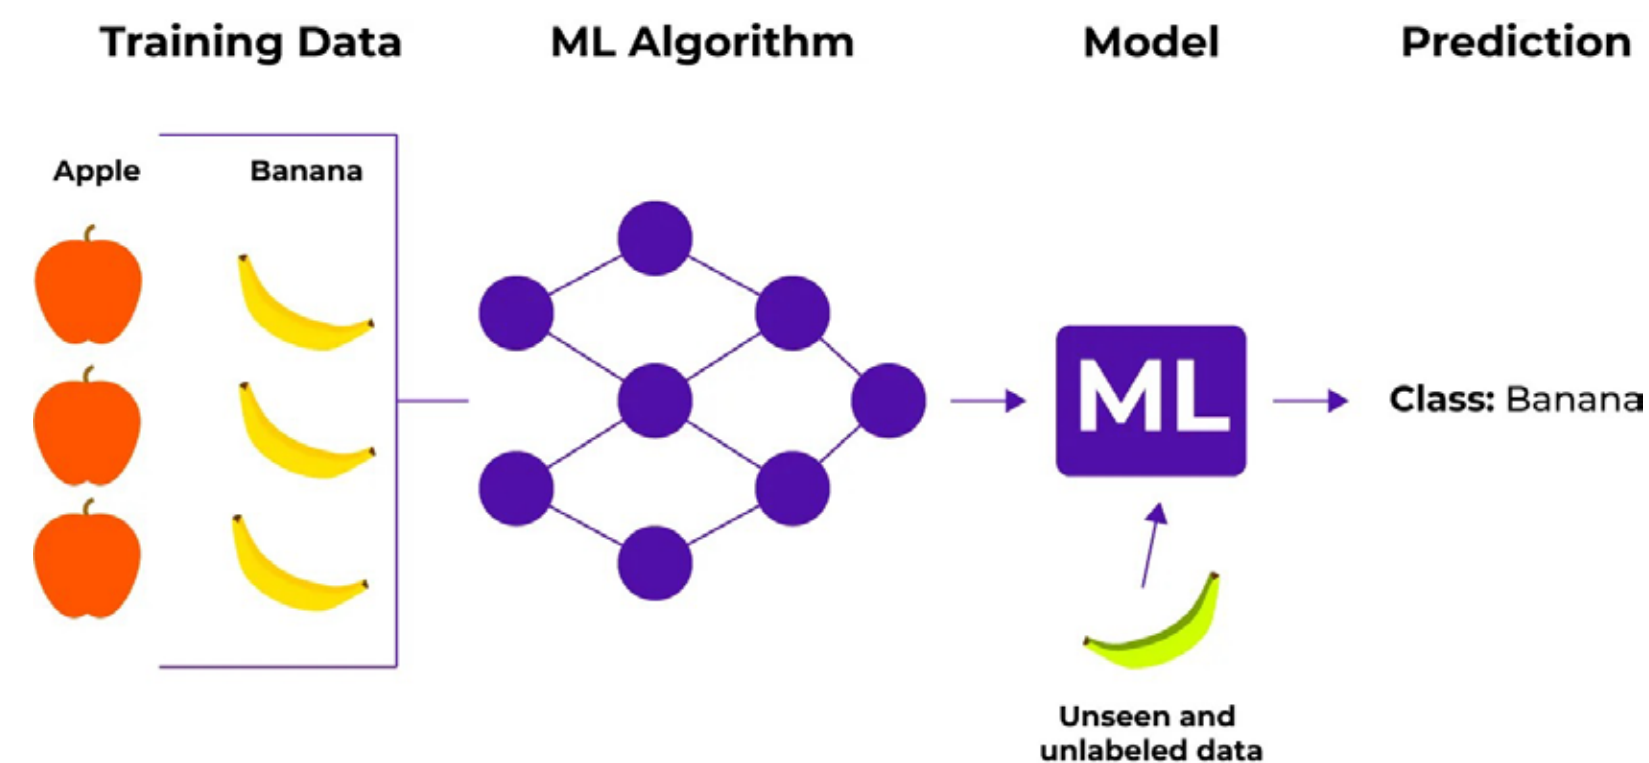 Training Data
ML Algorithm
Model
Prediction
Apple
Banana
ML
Class: Banana
Unseen and
unlabeled data